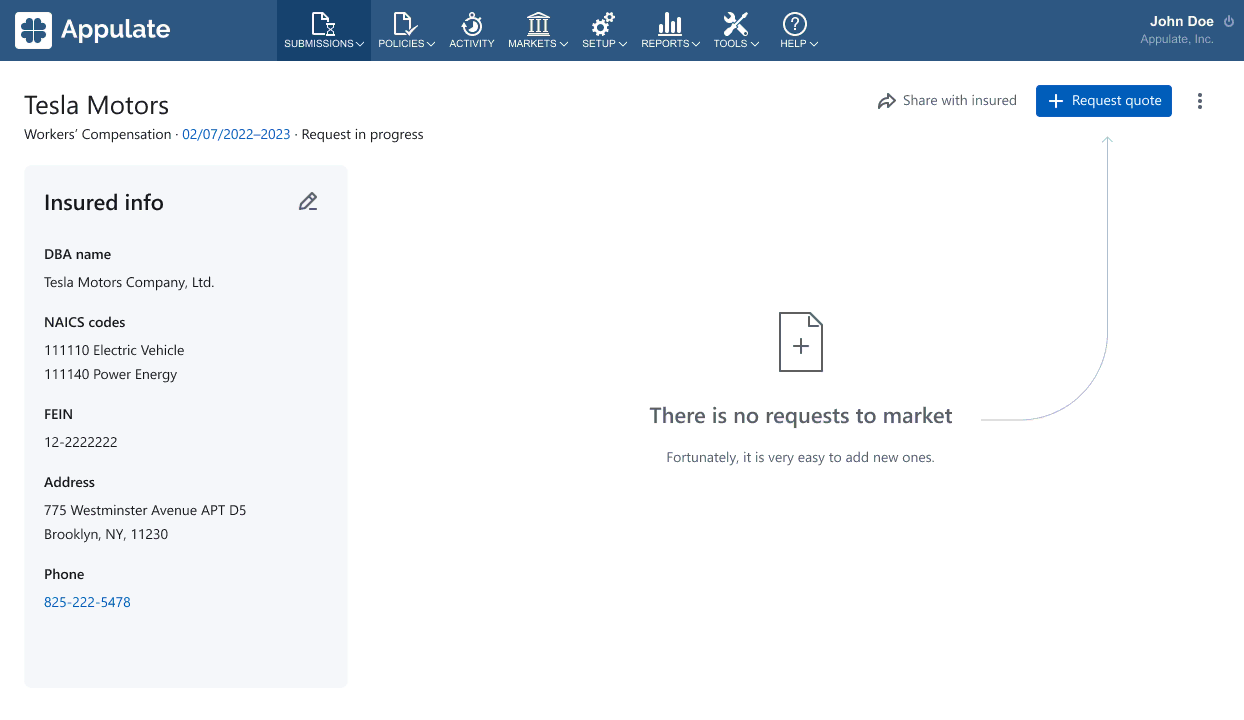 Appulate
SUBMISSIONS
POLICIES
ACTIVITY
MARKETS
SETUP
REPORTS
TOOLS
HELP
John Doe
Appulate, Inc.
Tesla Motors
Share with insured
Request quote
Workers’ Compensation · 02/07/2022–2023 · Request in progress
Insured info
DBA name
Tesla Motors Company, Ltd.
NAICS codes
111110 Electric Vehicle
111140 Power Energy
FEIN
12-2222222
Address
775 Westminster Avenue APT D5
Brooklyn, NY, 11230
Phone
825-222-5478
There is no requests to market
Fortunately, it is very easy to add new ones.